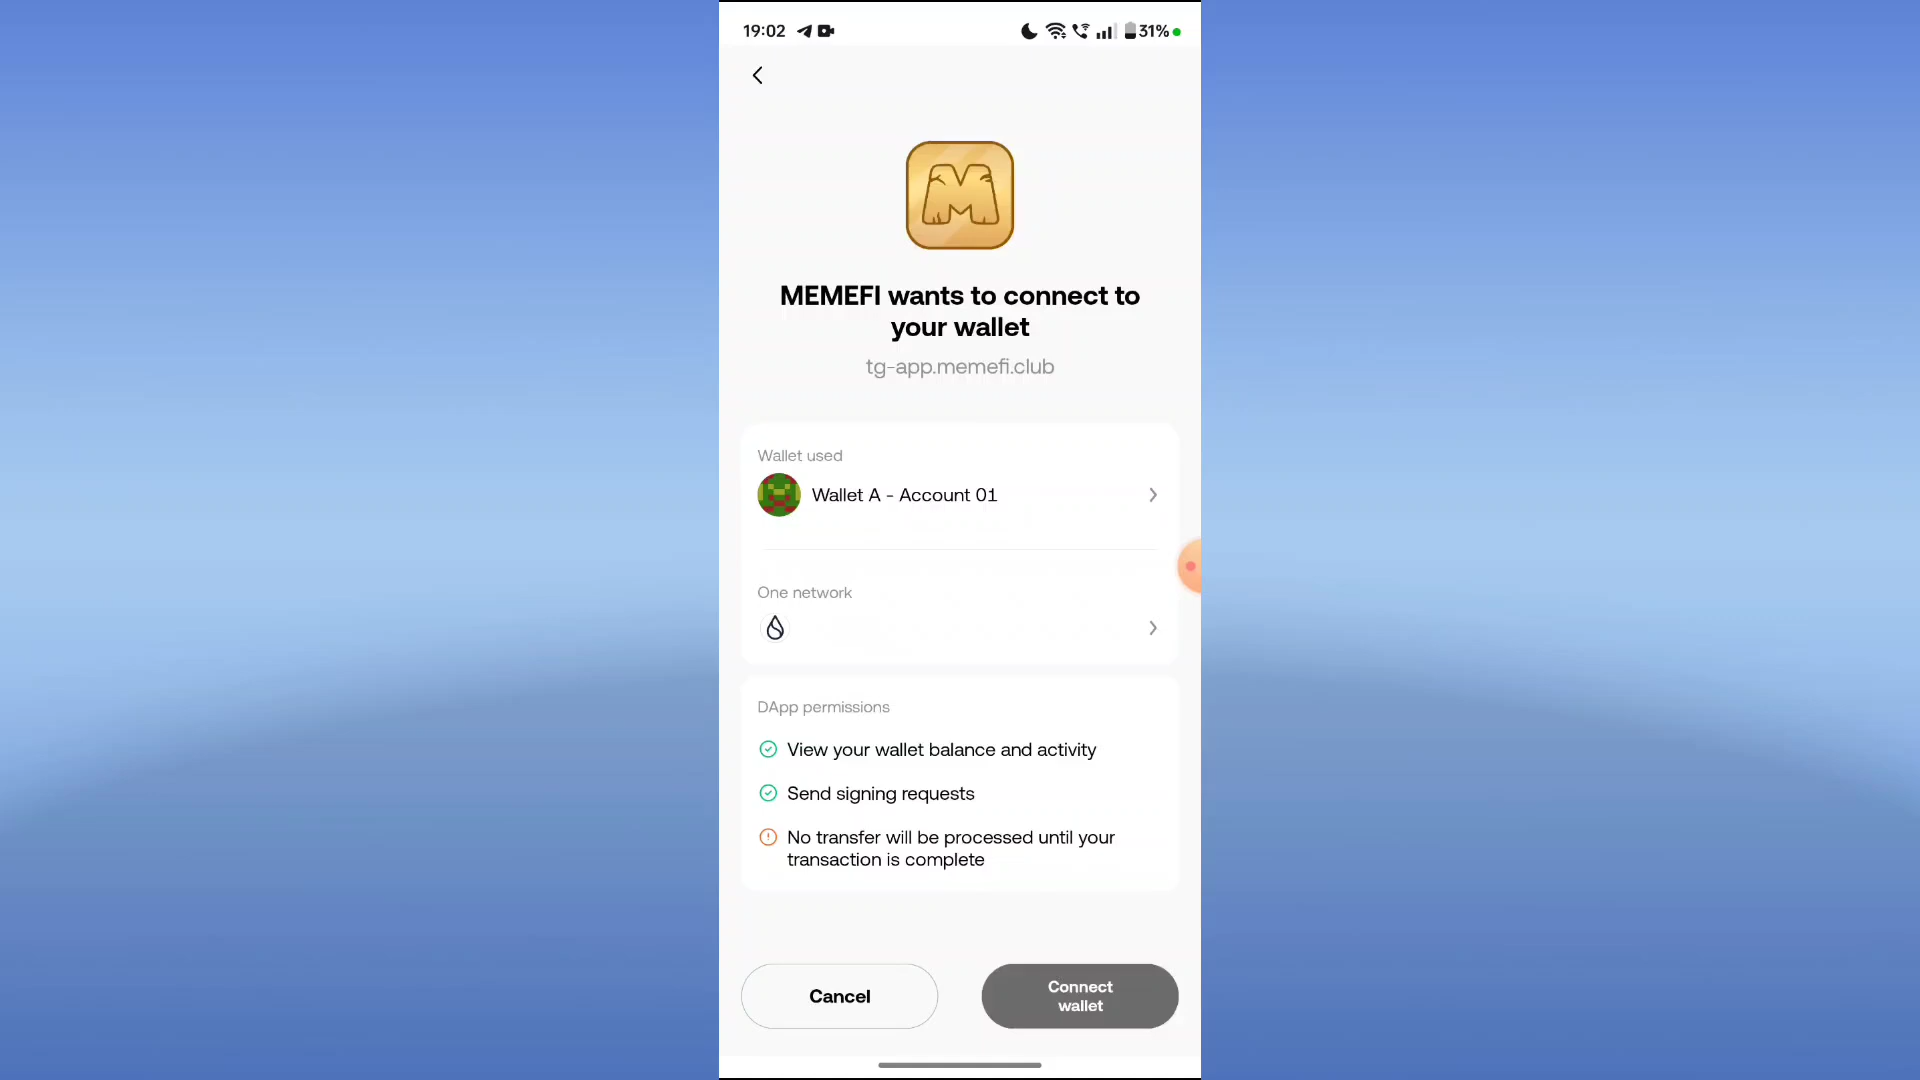 19:02
31%
M
MEMEFI wants to connect to
your wallet
tg-app.memefi.club
Wallet used
Wallet A - Account 01
One network
DApp permissions
View your wallet balance and activity
Send signing requests
No transfer will be processed until your
transaction is complete
Cancel
Connect
wallet